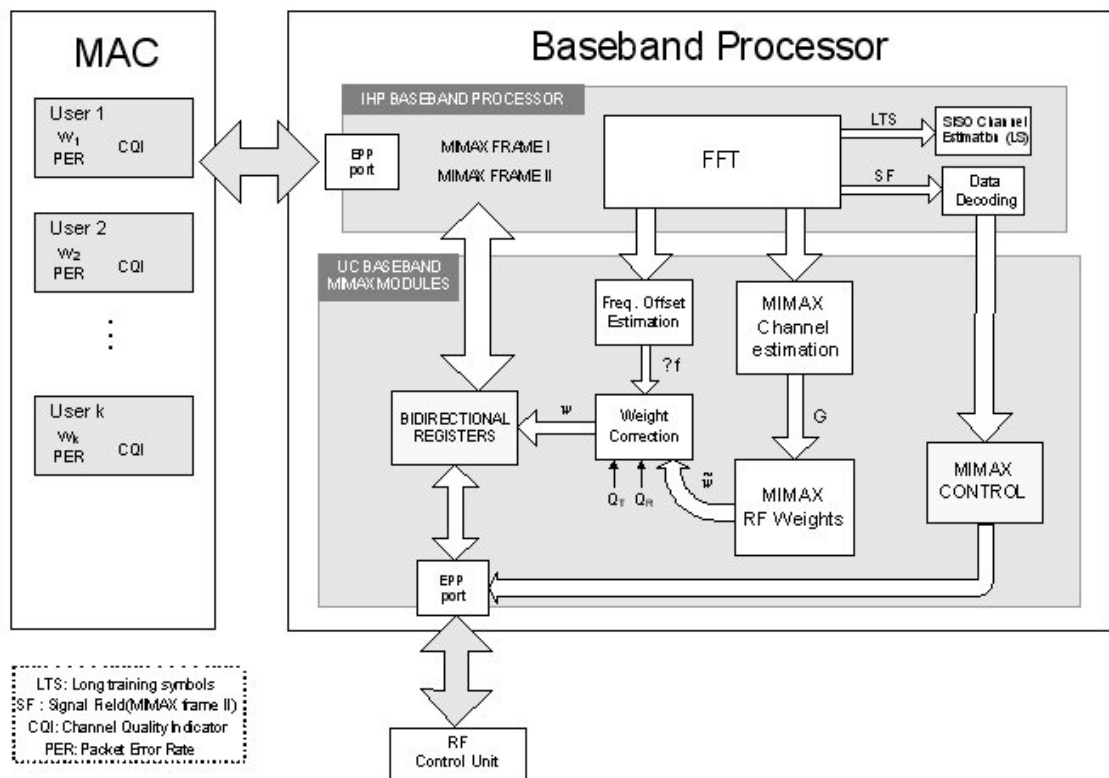 MAC
User 1
W1
PER
CQI
User 2
W2
PER
CQI
⋮
User k
Wk
PER
CQI
Baseband Processor
IHP BASEBAND PROCESSOR
EPP
port
MIMAX FRAME I
MIMAX FRAME II
FFT
LTS
SISO Channel
Estimation (LS)
SF
Data
Decoding
UC BASEBAND
MIMAX MODULES
Freq. Offset
Estimation
MIMAX
Channel
estimation
?f
G
BIDIRECTIONAL
REGISTERS
w
Weight
Correction
QT
QR
w̃
MIMAX
RF Weights
MIMAX
CONTROL
EPP
port
RF
Control Unit
LTS: Long training symbols
SF : Signal Field(MIMAX frame II)
CQI: Channel Quality Indicator
PER: Packet Error Rate